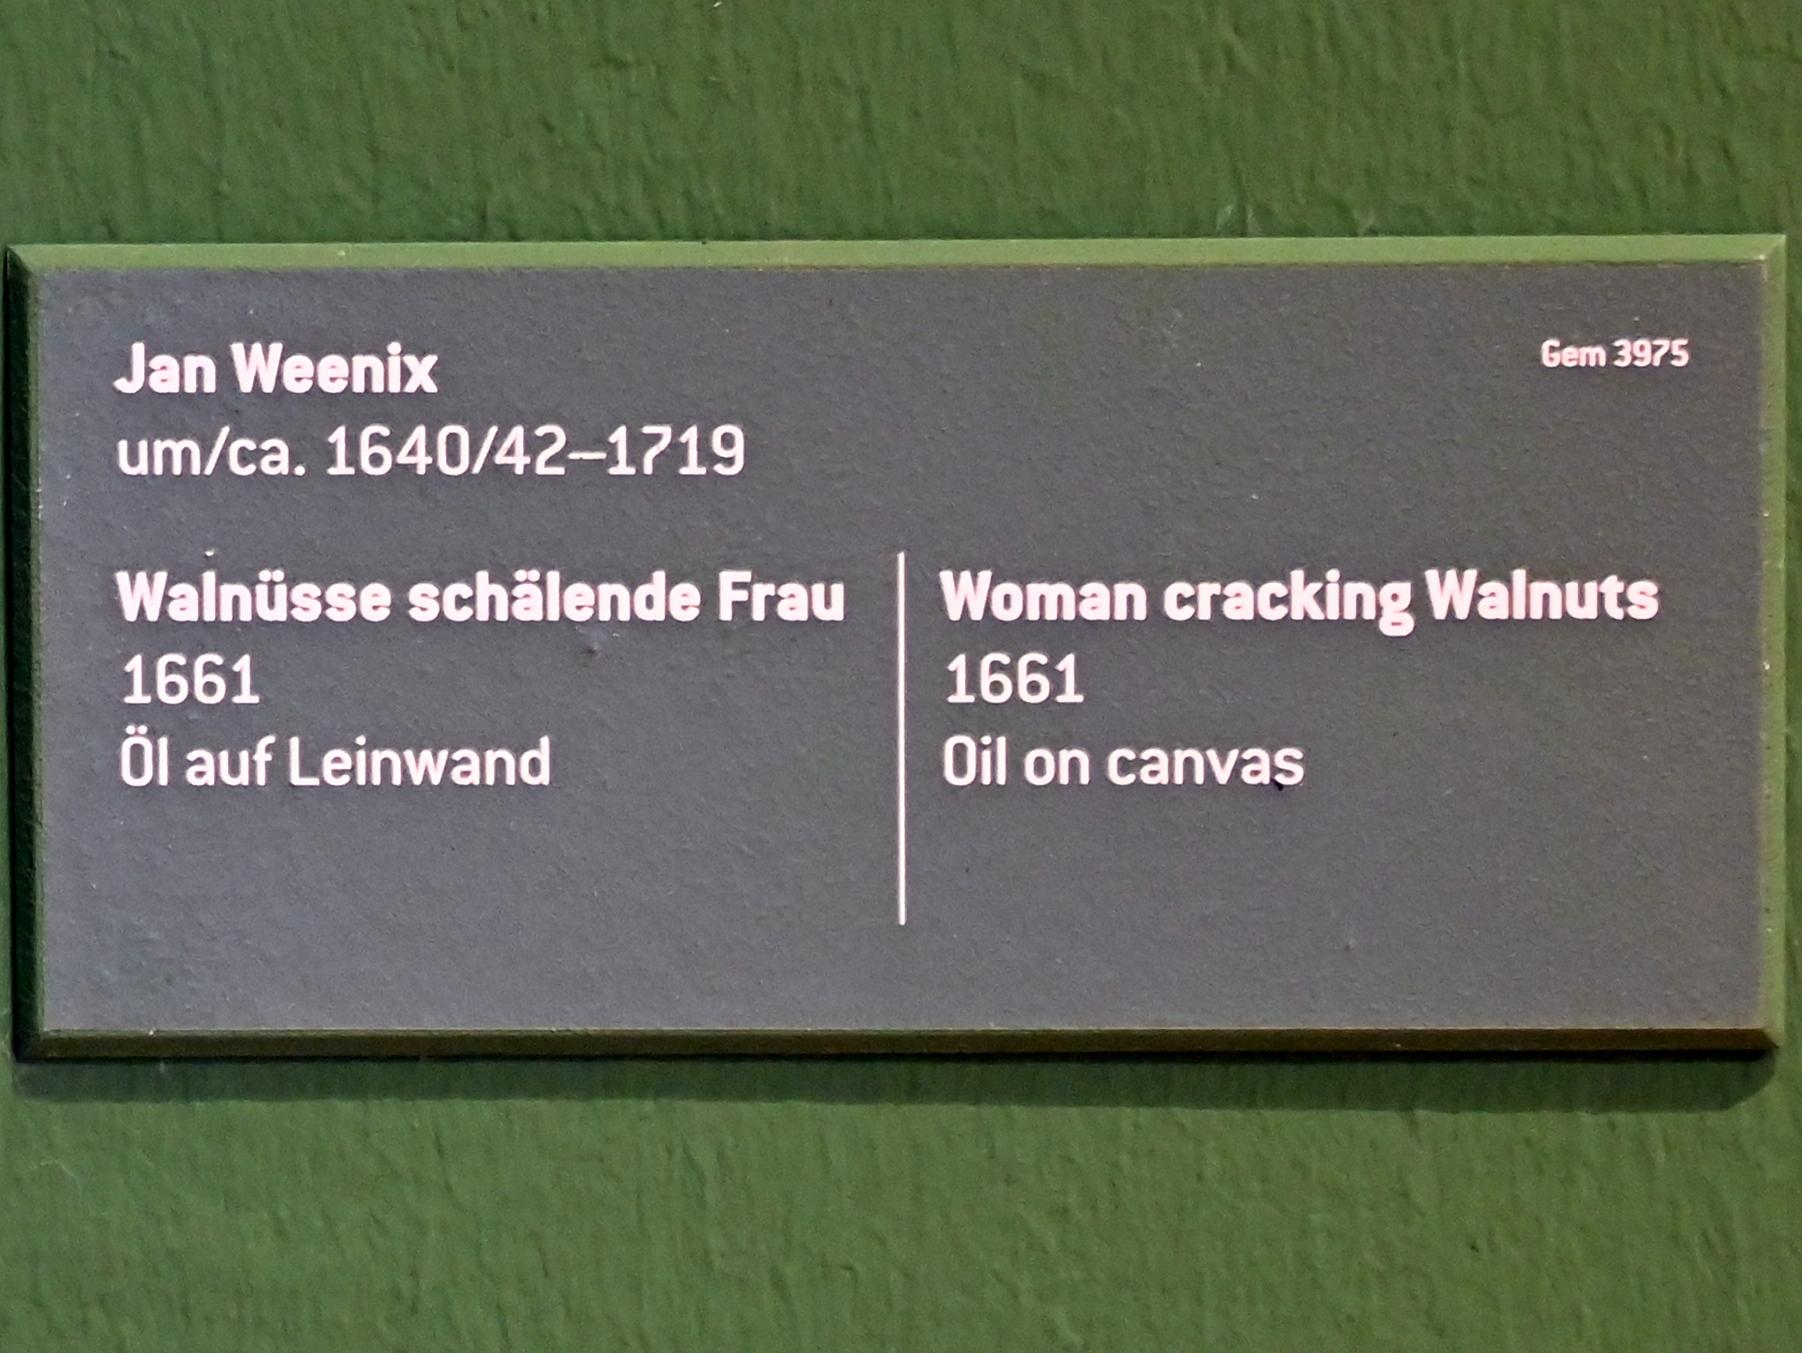 Jan Weenix
Gem 3975
um/ca. 1640/42–1719
Walnüsse schälende Frau
1661
Öl auf Leinwand
Woman cracking Walnuts
1661
Oil on canvas